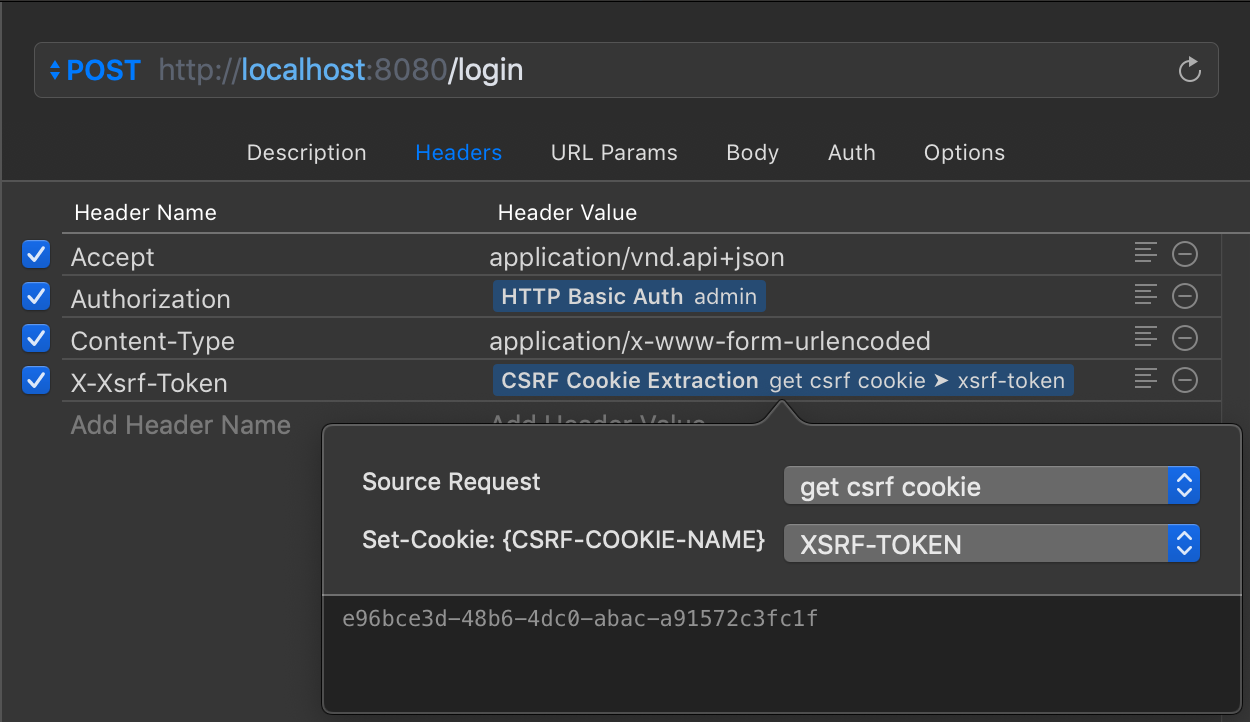 POST http://localhost:8080/login
Description Headers URL Params Body Auth Options
Header Name Header Value
Accept application/vnd.api+json
Authorization HTTP Basic Auth admin
Content-Type application/x-www-form-urlencoded
X-Xsrf-Token CSRF Cookie Extraction get csrf cookie ➤ xsrf-token
Add Header Name Add Header Value
Source Request get csrf cookie
Set-Cookie: {CSRF-COOKIE-NAME} XSRF-TOKEN
e96bce3d-48b6-4dc0-abac-a91572c3fc1f